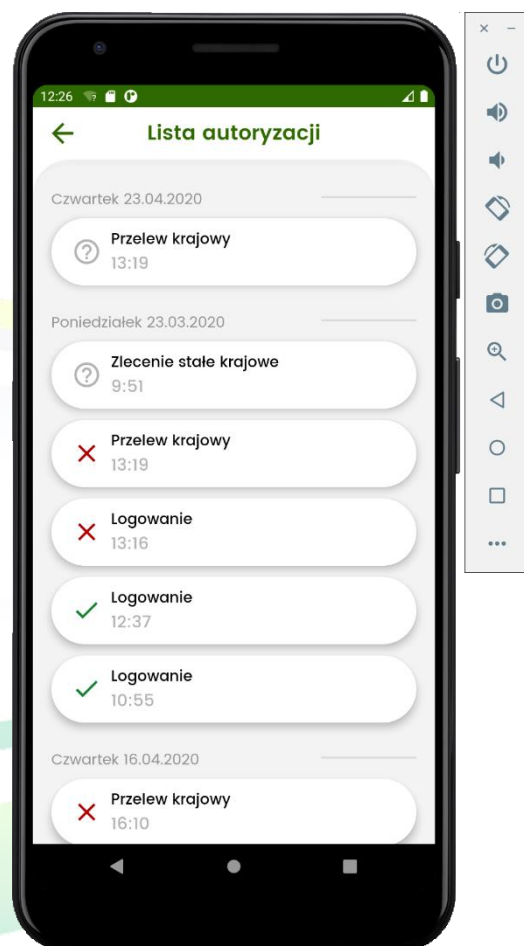 12:26
Lista autoryzacji
Czwartek 23.04.2020
Przelew krajowy
13:19
Poniedziałek 23.03.2020
Zlecenie stałe krajowe
9:51
Przelew krajowy
13:19
Logowanie
13:16
Logowanie
12:37
Logowanie
10:55
Czwartek 16.04.2020
Przelew krajowy
16:10